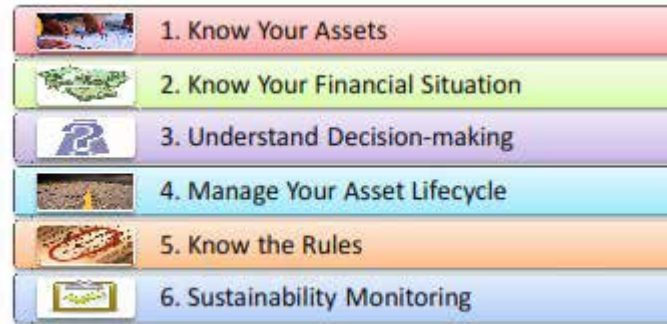 1. Know Your Assets
2. Know Your Financial Situation
3. Understand Decision-making
4. Manage Your Asset Lifecycle
5. Know the Rules
6. Sustainability Monitoring